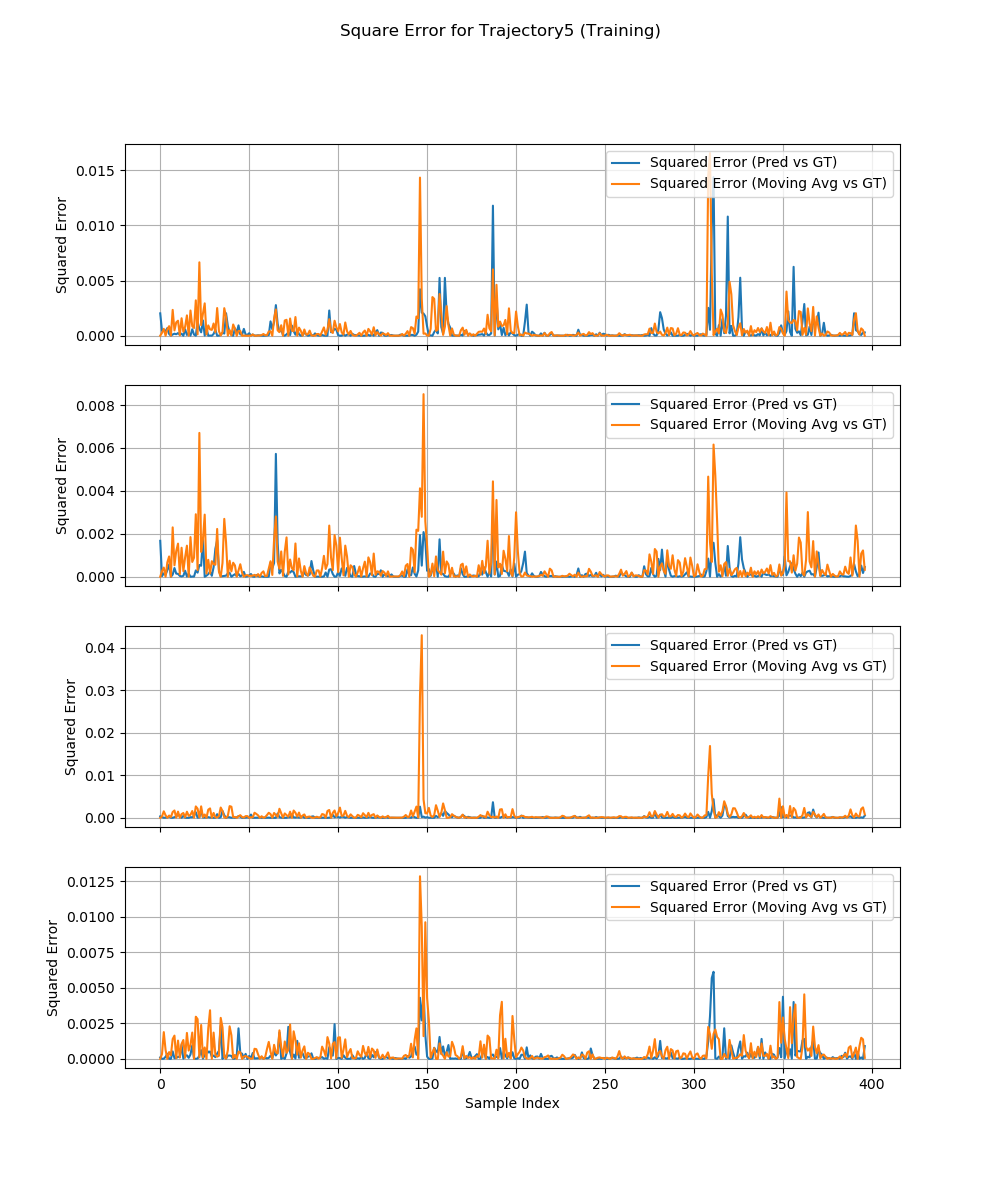 Square Error for Trajectory5 (Training)
0.015
0.010
0.005
0.000
Squared Error
Squared Error (Pred vs GT)
Squared Error (Moving Avg vs GT)
0.008
0.006
0.004
0.002
0.000
Squared Error
Squared Error (Pred vs GT)
Squared Error (Moving Avg vs GT)
0.04
0.03
0.02
0.01
0.00
Squared Error
Squared Error (Pred vs GT)
Squared Error (Moving Avg vs GT)
0.0125
0.0100
0.0075
0.0050
0.0025
0.0000
Squared Error
Squared Error (Pred vs GT)
Squared Error (Moving Avg vs GT)
0 50 100 150 200 250 300 350 400
Sample Index